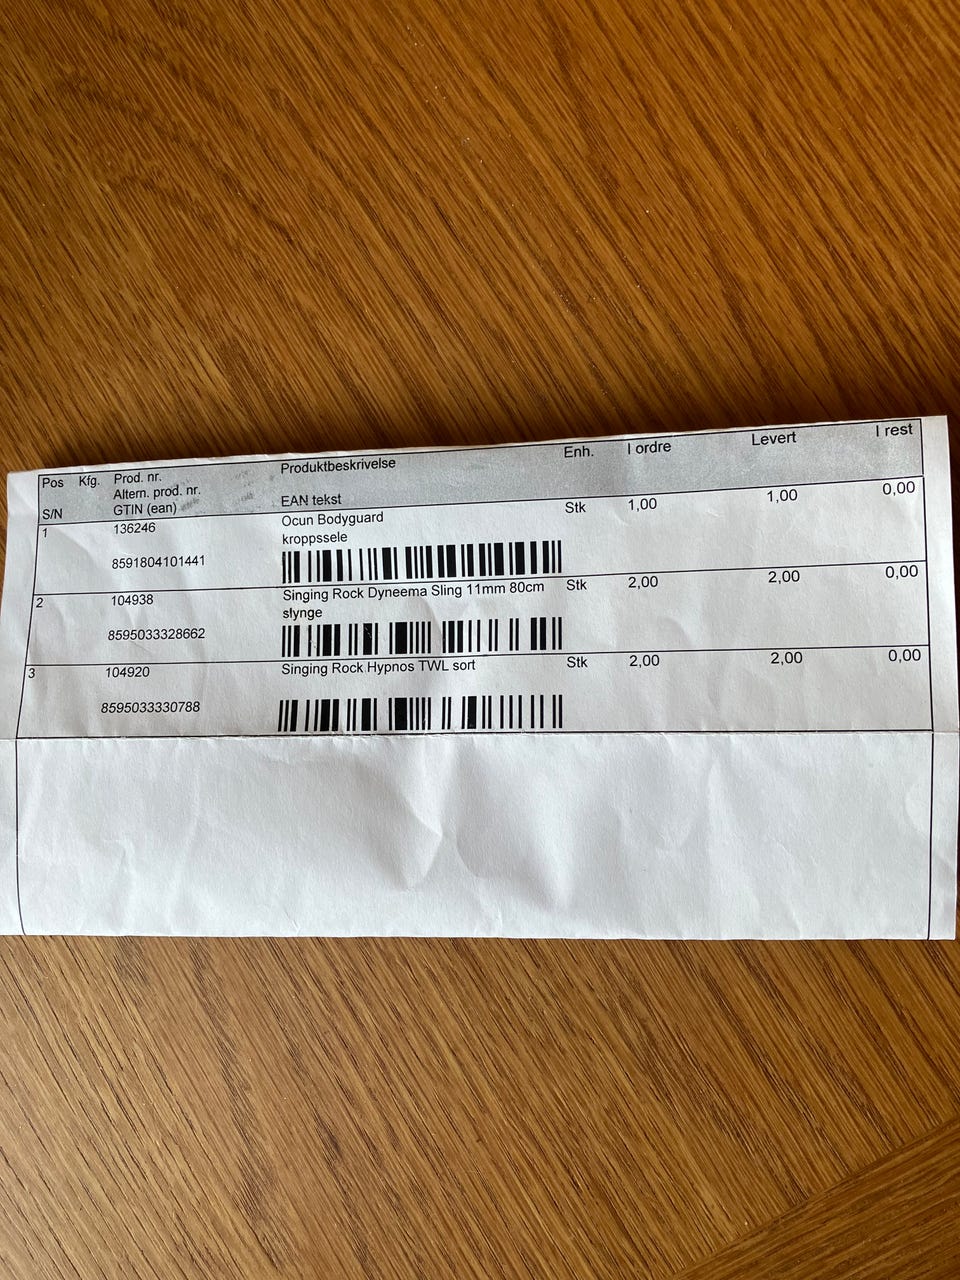 Pos Kfg. Prod. nr. Produktbeskrivelse Enh. I ordre Levert I rest
Altern. prod. nr.
S/N GTIN (ean) EAN tekst
1 136246 Ocun Bodyguard Stk 1,00 1,00 0,00
kroppssele
8591804101441
2 104938 Singing Rock Dyneema Sling 11mm 80cm Stk 2,00 2,00 0,00
slynge
8595033328662
3 104920 Singing Rock Hypnos TWL sort Stk 2,00 2,00 0,00
8595033330788